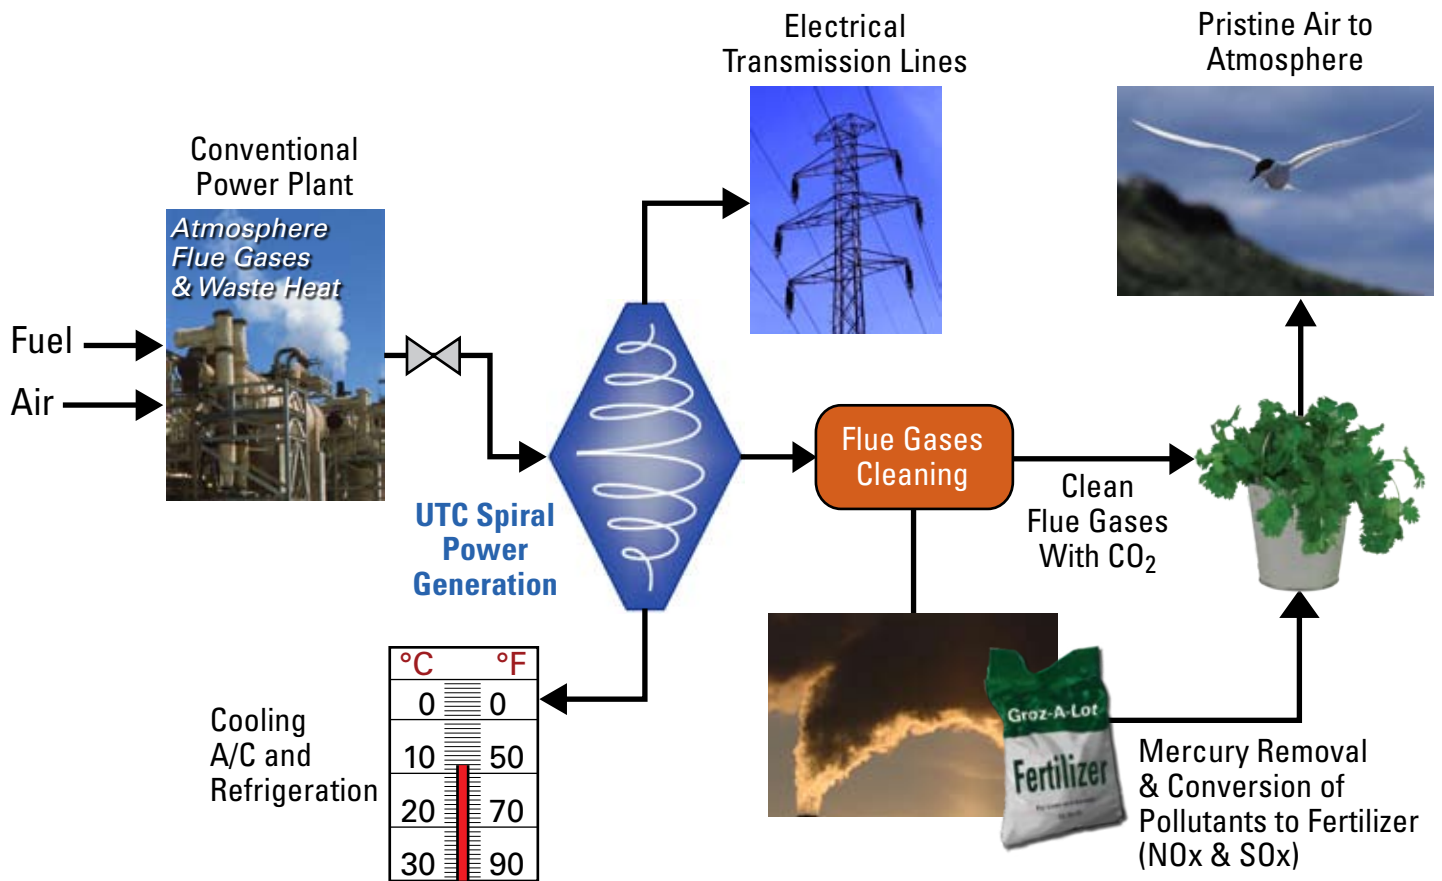 Electrical
Transmission Lines
Pristine Air to
Atmosphere
Conventional
Power Plant
Atmosphere
Flue Gases
& Waste Heat
Fuel
Air
Flue Gases
Cleaning
Clean
Flue Gases
With CO₂
UTC Spiral
Power
Generation
°C °F
0 0
10 50
20 70
30 90
Cooling
A/C and
Refrigeration
Groz-A-Lot
Fertilizer
Mercury Removal
& Conversion of
Pollutants to Fertilizer
(NOx & SOx)